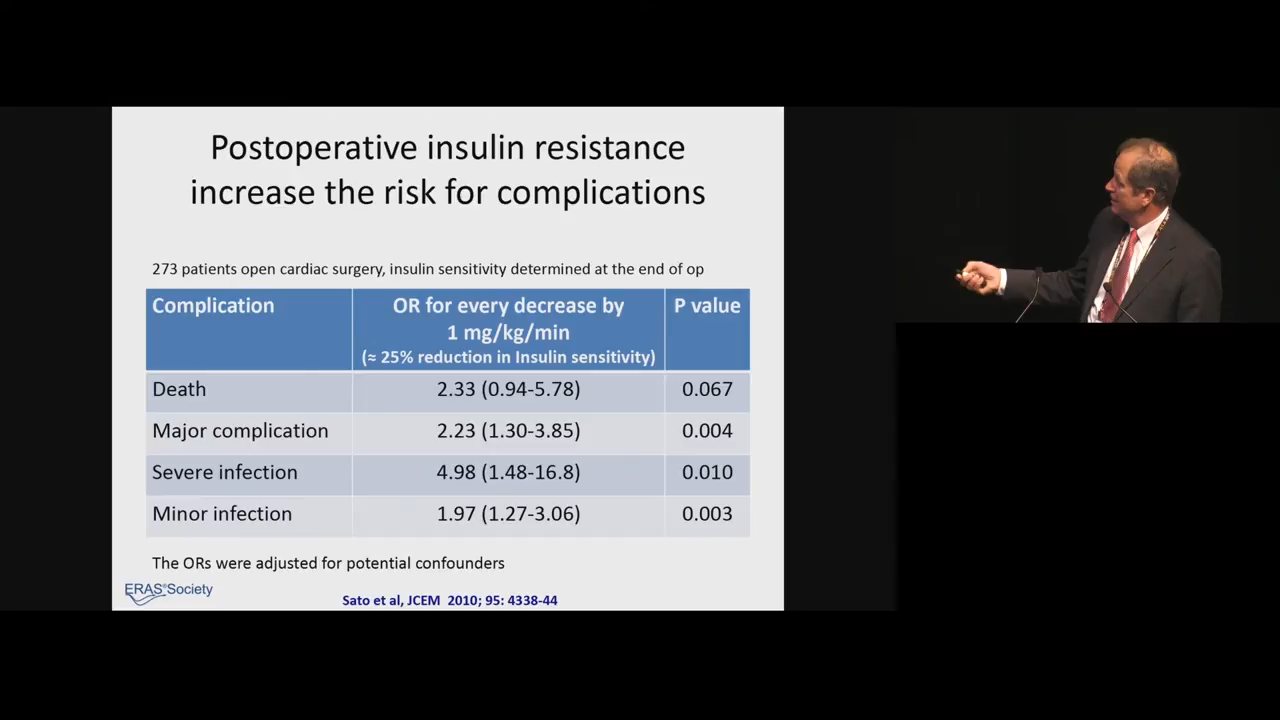 Postoperative insulin resistance
increase the risk for complications
273 patients open cardiac surgery, insulin sensitivity determined at the end of op
Complication
OR for every decrease by
1 mg/kg/min
(≈ 25% reduction in Insulin sensitivity)
P value
Death 2.33 (0.94-5.78) 0.067
Major complication 2.23 (1.30-3.85) 0.004
Severe infection 4.98 (1.48-16.8) 0.010
Minor infection 1.97 (1.27-3.06) 0.003
The ORs were adjusted for potential confounders
ERAS®Society
Sato et al, JCEM 2010; 95: 4338-44